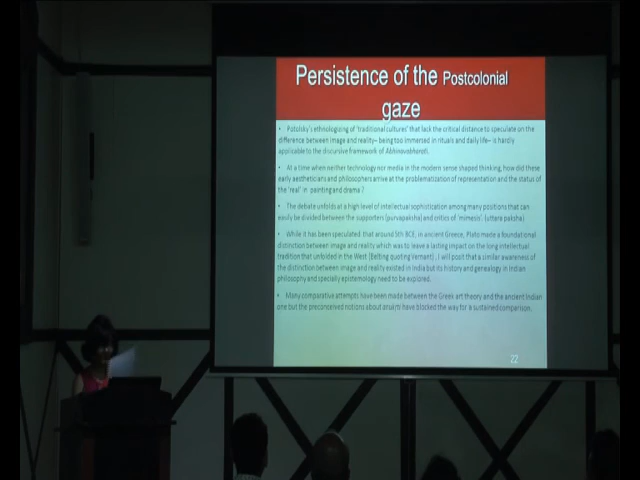 Persistence of the Postcolonial
gaze
• Potolsky's ethnologizing of 'traditional cultures' that lack the critical distance to speculate on the
difference between image and reality– being too immersed in rituals and daily life– is hardly
applicable to the discursive framework of Abhinavabharati.
• At a time when neither technology nor media in the modern sense shaped thinking, how did these
early aestheticians and philosophers arrive at the problematization of representation and the status of
the 'real' in painting and drama ?
• The debate unfolds at a high level of intellectual sophistication among many positions that can
easily be divided between the supporters (purvapaksha) and critics of 'mimesis'. (uttara paksha).
• While it has been speculated that around 5th BCE, in ancient Greece, Plato made a foundational
distinction between image and reality which was to leave a lasting impact on the long intellectual
tradition that unfolded in the West (Belting quoting Vernant) , I will posit that a similar awareness of
the distinction between image and reality existed in India but its history and genealogy in Indian
philosophy and specially epistemology need to be explored.
• Many comparative attempts have been made between the Greek art theory and the ancient Indian
one but the preconceived notions about anukrti have blocked the way for a sustained comparison.
22